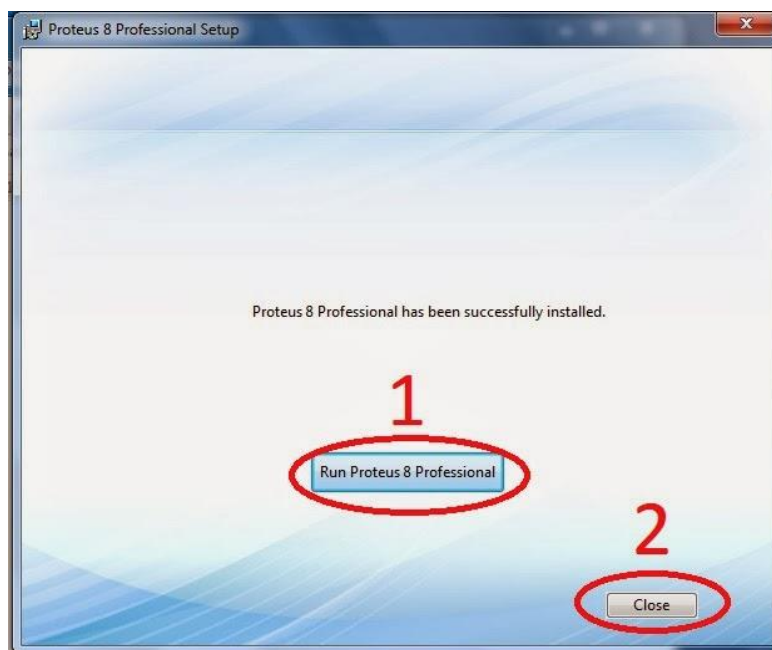 Proteus 8 Professional Setup
Proteus 8 Professional has been successfully installed.
1
Run Proteus 8 Professional
2
Close